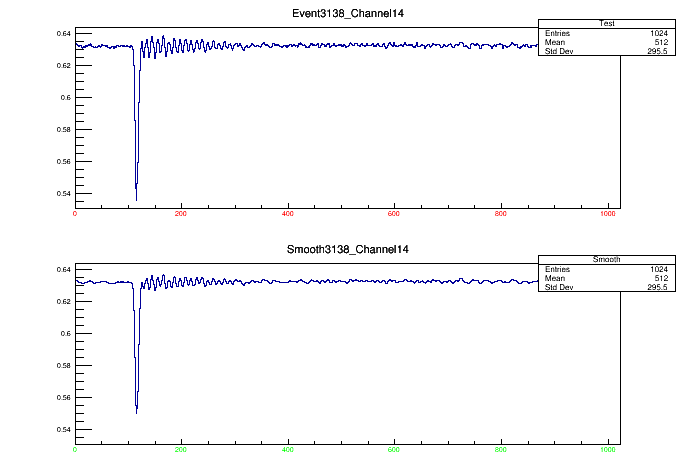 Event3138_Channel14
Test
Entries 1024
Mean 512
Std Dev 295.5
0.64
0.62
0.6
0.58
0.56
0.54
0 200 400 600 800 1000
Smooth3138_Channel14
Smooth
Entries 1024
Mean 512
Std Dev 295.5
0.64
0.62
0.6
0.58
0.56
0.54
0 200 400 600 800 1000